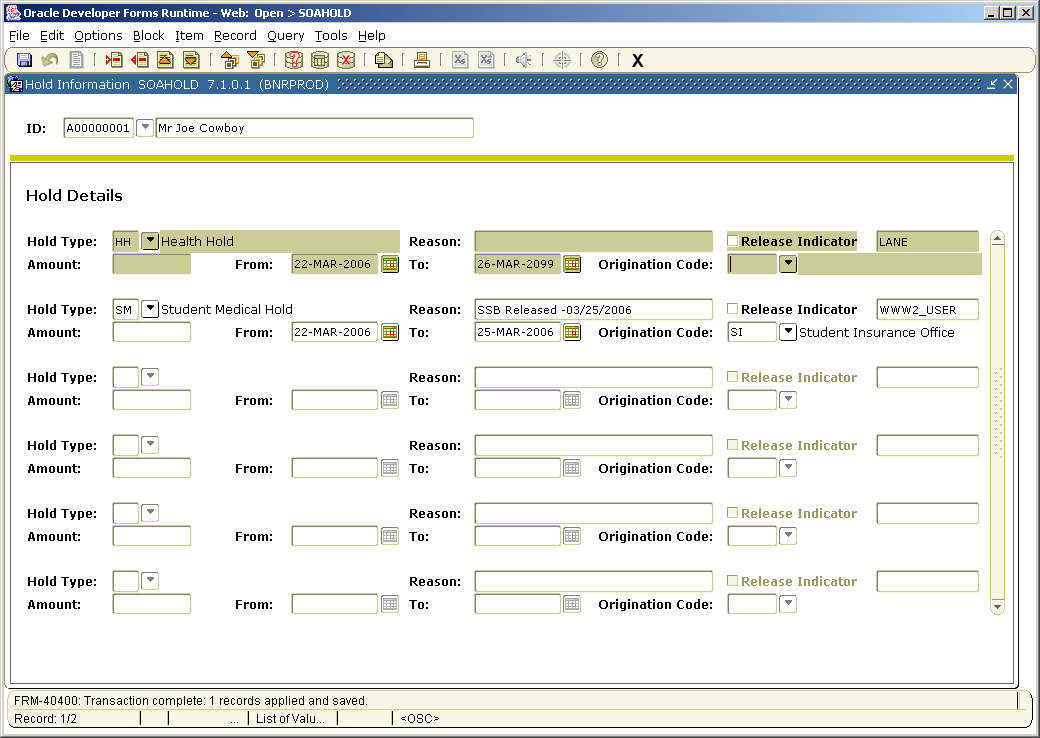 Oracle Developer Forms Runtime - Web: Open > SOAHOLD
File Edit Options Block Item Record Query Tools Help
X
Hold Information SOAHOLD 7.1.0.1 (BNRPROD)
ID: A00000001 Mr Joe Cowboy
Hold Details
Hold Type: HH Health Hold Reason: Release Indicator LANE
Amount: From: 22-MAR-2006 To: 26-MAR-2099 Origination Code:
Hold Type: SM Student Medical Hold Reason: SSB Released -03/25/2006 Release Indicator WWW2_USER
Amount: From: 22-MAR-2006 To: 25-MAR-2006 Origination Code: SI Student Insurance Office
Hold Type: Reason: Release Indicator
Amount: From: To: Origination Code:
Hold Type: Reason: Release Indicator
Amount: From: To: Origination Code:
Hold Type: Reason: Release Indicator
Amount: From: To: Origination Code:
Hold Type: Reason: Release Indicator
Amount: From: To: Origination Code:
FRM-40400: Transaction complete: 1 records applied and saved.
Record: 1/2 ... List of Valu... <OSC>